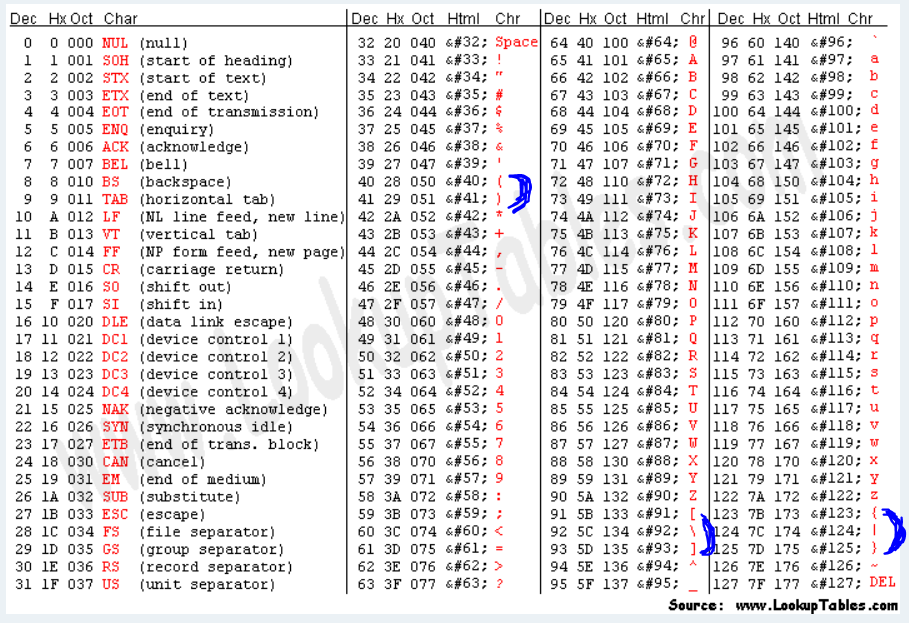 Dec Hx Oct Char Dec Hx Oct Html Chr Dec Hx Oct Html Chr Dec Hx Oct Html Chr
0 0 000 NUL (null) 32 20 040 &#32; Space 64 40 100 &#64; @ 96 60 140 &#96; `
1 1 001 SOH (start of heading) 33 21 041 &#33; ! 65 41 101 &#65; A 97 61 141 &#97; a
2 2 002 STX (start of text) 34 22 042 &#34; " 66 42 102 &#66; B 98 62 142 &#98; b
3 3 003 ETX (end of text) 35 23 043 &#35; # 67 43 103 &#67; C 99 63 143 &#99; c
4 4 004 EOT (end of transmission) 36 24 044 &#36; $ 68 44 104 &#68; D 100 64 144 &#100; d
5 5 005 ENQ (enquiry) 37 25 045 &#37; % 69 45 105 &#69; E 101 65 145 &#101; e
6 6 006 ACK (acknowledge) 38 26 046 &#38; & 70 46 106 &#70; F 102 66 146 &#102; f
7 7 007 BEL (bell) 39 27 047 &#39; ' 71 47 107 &#71; G 103 67 147 &#103; g
8 8 010 BS (backspace) 40 28 050 &#40; ( 72 48 110 &#72; H 104 68 150 &#104; h
9 9 011 TAB (horizontal tab) 41 29 051 &#41; ) 73 49 111 &#73; I 105 69 151 &#105; i
10 A 012 LF (NL line feed, new line) 42 2A 052 &#42; * 74 4A 112 &#74; J 106 6A 152 &#106; j
11 B 013 VT (vertical tab) 43 2B 053 &#43; + 75 4B 113 &#75; K 107 6B 153 &#107; k
12 C 014 FF (NP form feed, new page) 44 2C 054 &#44; , 76 4C 114 &#76; L 108 6C 154 &#108; l
13 D 015 CR (carriage return) 45 2D 055 &#45; - 77 4D 115 &#77; M 109 6D 155 &#109; m
14 E 016 SO (shift out) 46 2E 056 &#46; . 78 4E 116 &#78; N 110 6E 156 &#110; n
15 F 017 SI (shift in) 47 2F 057 &#47; / 79 4F 117 &#79; O 111 6F 157 &#111; o
16 10 020 DLE (data link escape) 48 30 060 &#48; 0 80 50 120 &#80; P 112 70 160 &#112; p
17 11 021 DC1 (device control 1) 49 31 061 &#49; 1 81 51 121 &#81; Q 113 71 161 &#113; q
18 12 022 DC2 (device control 2) 50 32 062 &#50; 2 82 52 122 &#82; R 114 72 162 &#114; r
19 13 023 DC3 (device control 3) 51 33 063 &#51; 3 83 53 123 &#83; S 115 73 163 &#115; s
20 14 024 DC4 (device control 4) 52 34 064 &#52; 4 84 54 124 &#84; T 116 74 164 &#116; t
21 15 025 NAK (negative acknowledge) 53 35 065 &#53; 5 85 55 125 &#85; U 117 75 165 &#117; u
22 16 026 SYN (synchronous idle) 54 36 066 &#54; 6 86 56 126 &#86; V 118 76 166 &#118; v
23 17 027 ETB (end of trans. block) 55 37 067 &#55; 7 87 57 127 &#87; W 119 77 167 &#119; w
24 18 030 CAN (cancel) 56 38 070 &#56; 8 88 58 130 &#88; X 120 78 170 &#120; x
25 19 031 EM (end of medium) 57 39 071 &#57; 9 89 59 131 &#89; Y 121 79 171 &#121; y
26 1A 032 SUB (substitute) 58 3A 072 &#58; : 90 5A 132 &#90; Z 122 7A 172 &#122; z
27 1B 033 ESC (escape) 59 3B 073 &#59; ; 91 5B 133 &#91; [ 123 7B 173 &#123; {
28 1C 034 FS (file separator) 60 3C 074 &#60; < 92 5C 134 &#92; \ 124 7C 174 &#124; |
29 1D 035 GS (group separator) 61 3D 075 &#61; = 93 5D 135 &#93; ] 125 7D 175 &#125; }
30 1E 036 RS (record separator) 62 3E 076 &#62; > 94 5E 136 &#94; ^ 126 7E 176 &#126; ~
31 1F 037 US (unit separator) 63 3F 077 &#63; ? 95 5F 137 &#95; _ 127 7F 177 &#127; DEL
Source: www.LookupTables.com
www.LookupTables.com